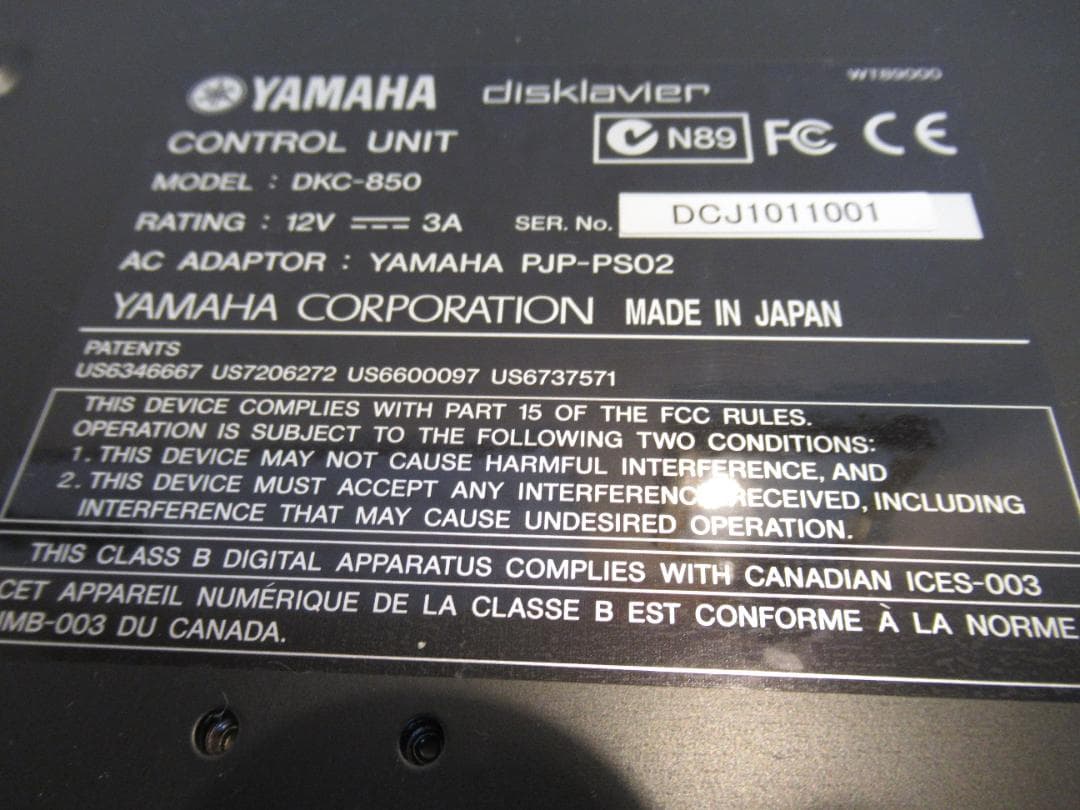 YAMAHA disklavier WT89000
CONTROL UNIT N89 FC CE
MODEL : DKC-850
RATING : 12V ⎓ 3A SER. No. DCJ1011001
AC ADAPTOR : YAMAHA PJP-PS02
YAMAHA CORPORATION MADE IN JAPAN
PATENTS
US6346667 US7206272 US6600097 US6737571
THIS DEVICE COMPLIES WITH PART 15 OF THE FCC RULES.
OPERATION IS SUBJECT TO THE FOLLOWING TWO CONDITIONS:
1. THIS DEVICE MAY NOT CAUSE HARMFUL INTERFERENCE, AND
2. THIS DEVICE MUST ACCEPT ANY INTERFERENCE RECEIVED, INCLUDING
INTERFERENCE THAT MAY CAUSE UNDESIRED OPERATION.
THIS CLASS B DIGITAL APPARATUS COMPLIES WITH CANADIAN ICES-003
CET APPAREIL NUMÉRIQUE DE LA CLASSE B EST CONFORME À LA NORME
NMB-003 DU CANADA.